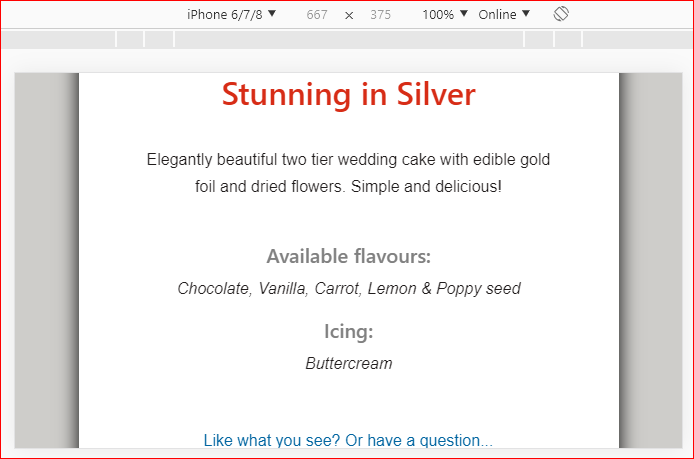 iPhone 6/7/8 ▼ 667 × 375 100% ▼ Online ▼
Stunning in Silver
Elegantly beautiful two tier wedding cake with edible gold
foil and dried flowers. Simple and delicious!
Available flavours:
Chocolate, Vanilla, Carrot, Lemon & Poppy seed
Icing:
Buttercream
Like what you see? Or have a question...